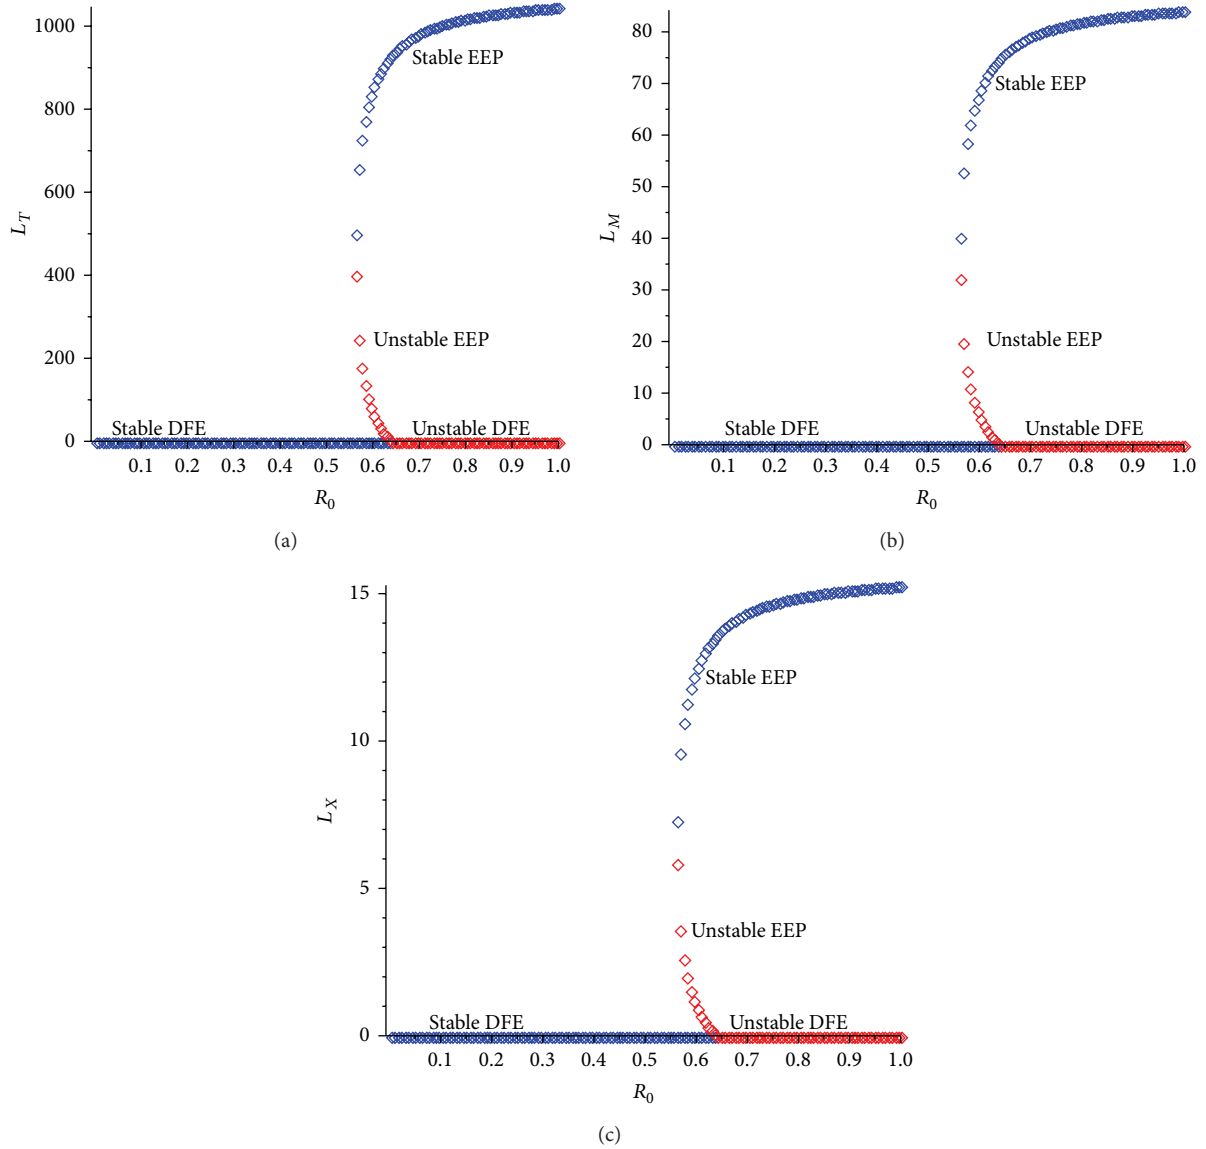 1000
800
600
400
200
0
L_T
Stable EEP
Unstable EEP
Stable DFE
Unstable DFE
0.1 0.2 0.3 0.4 0.5 0.6 0.7 0.8 0.9 1.0
R_0
(a)
80
70
60
50
40
30
20
10
0
L_M
Stable EEP
Unstable EEP
Stable DFE
Unstable DFE
0.1 0.2 0.3 0.4 0.5 0.6 0.7 0.8 0.9 1.0
R_0
(b)
15
10
5
0
L_X
Stable EEP
Unstable EEP
Stable DFE
Unstable DFE
0.1 0.2 0.3 0.4 0.5 0.6 0.7 0.8 0.9 1.0
R_0
(c)